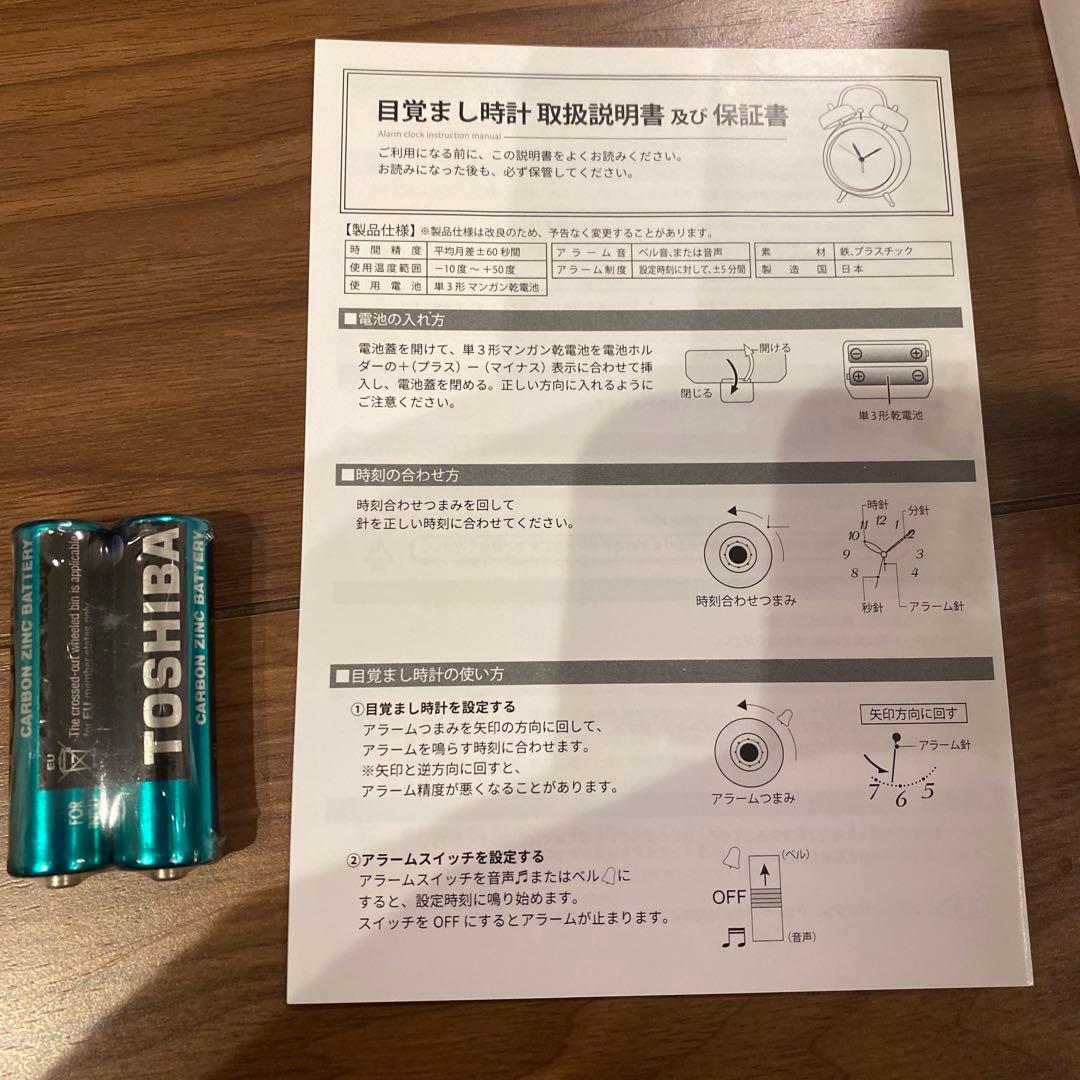 目覚まし時計 取扱説明書 及び 保証書
Alarm clock instruction manual
ご利用になる前に、この説明書をよくお読みください。
お読みになった後も、必ず保管してください。
【製品仕様】※製品仕様は改良のため、予告なく変更することがあります。
時間精度 平均月差±60秒間
使用温度範囲 −10度〜+50度
使用電池 単3形マンガン乾電池
アラーム音 ベル音、または音声
アラーム制度 設定時刻に対して、±5分間
素材 鉄、プラスチック
製造国 日本
■電池の入れ方
電池蓋を開けて、単3形マンガン乾電池を電池ホル
ダーの+(プラス)ー(マイナス)表示に合わせて挿
入し、電池蓋を閉める。正しい方向に入れるように
ご注意ください。
開ける
閉じる
単3形乾電池
■時刻の合わせ方
時刻合わせつまみを回して
針を正しい時刻に合わせてください。
時刻合わせつまみ
時針
分針
11 12 1
10 2
9 3
8 4
秒針
アラーム針
■目覚まし時計の使い方
①目覚まし時計を設定する
アラームつまみを矢印の方向に回して、
アラームを鳴らす時刻に合わせます。
※矢印と逆方向に回すと、
アラーム精度が悪くなることがあります。
アラームつまみ
矢印方向に回す
アラーム針
7 6 5
②アラームスイッチを設定する
アラームスイッチを音声♬またはベル🔔に
すると、設定時刻に鳴り始めます。
スイッチをOFFにするとアラームが止まります。
(ベル)
OFF
(音声)
CARBON ZINC BATTERY
The crossed-out wheeled bin is applicable
for EU member states only
EU
FOR
TOSHIBA
CARBON ZINC BATTERY